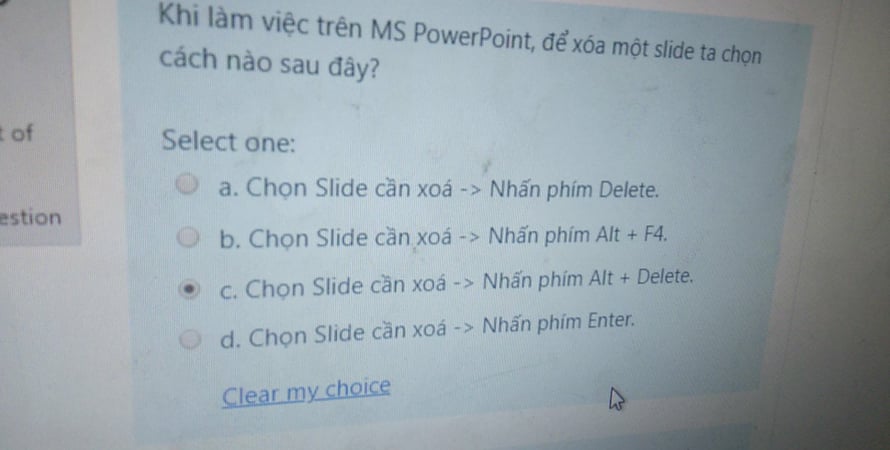 Khi làm việc trên MS PowerPoint, để xóa một slide ta chọn
cách nào sau đây?
t of
Select one:
a. Chọn Slide cần xoá -> Nhấn phím Delete.
estion
b. Chọn Slide cần xoá -> Nhấn phím Alt + F4.
c. Chọn Slide cần xoá -> Nhấn phím Alt + Delete.
d. Chọn Slide cần xoá -> Nhấn phím Enter.
Clear my choice